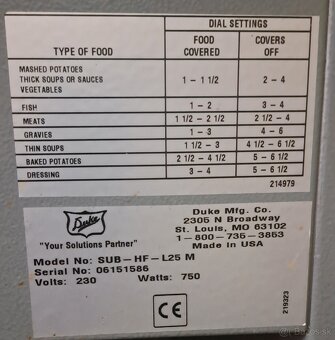 DIAL SETTINGS
TYPE OF FOOD
FOOD COVERED
COVERS OFF
MASHED POTATOES
THICK SOUPS OR SAUCES
VEGETABLES
1 - 1 1/2
2 - 4
FISH 1 - 2 3 - 4
MEATS 1 1/2 - 2 1/2 2 1/2 - 4
GRAVIES 1 - 3 4 - 6
THIN SOUPS 1 1/2 - 3 4 1/2 - 6 1/2
BAKED POTATOES 2 1/2 - 4 1/2 5 - 6 1/2
DRESSING 3 - 4 5 - 6 1/2
214979
Duke
"Your Solutions Partner"
Duke Mfg. Co.
2305 N Broadway
St. Louis, MO 63102
1-800-735-3853
Made in USA
Model No: SUB-HF-L25 M
Serial No: 06151586
Volts: 230 Watts: 750
CE
219323
bazos.sk